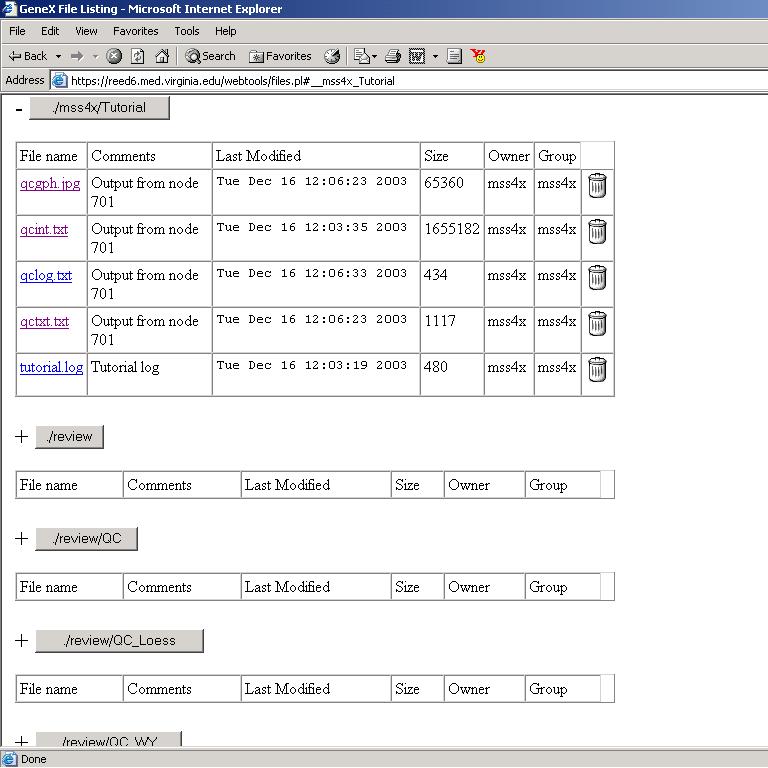 GeneX File Listing - Microsoft Internet Explorer
File Edit View Favorites Tools Help
Back Search Favorites
Address https://reed6.med.virginia.edu/webtools/files.pl#__mss4x_Tutorial
- ./mss4x/Tutorial
File name Comments Last Modified Size Owner Group
qcgph.jpg Output from node 701 Tue Dec 16 12:06:23 2003 65360 mss4x mss4x
qcint.txt Output from node 701 Tue Dec 16 12:03:35 2003 1655182 mss4x mss4x
qclog.txt Output from node 701 Tue Dec 16 12:06:33 2003 434 mss4x mss4x
qctxt.txt Output from node 701 Tue Dec 16 12:06:23 2003 1117 mss4x mss4x
tutorial.log Tutorial log Tue Dec 16 12:03:19 2003 480 mss4x mss4x
+ ./review
File name Comments Last Modified Size Owner Group
+ ./review/QC
File name Comments Last Modified Size Owner Group
+ ./review/QC_Loess
File name Comments Last Modified Size Owner Group
+ ./review/QC_WY
Done